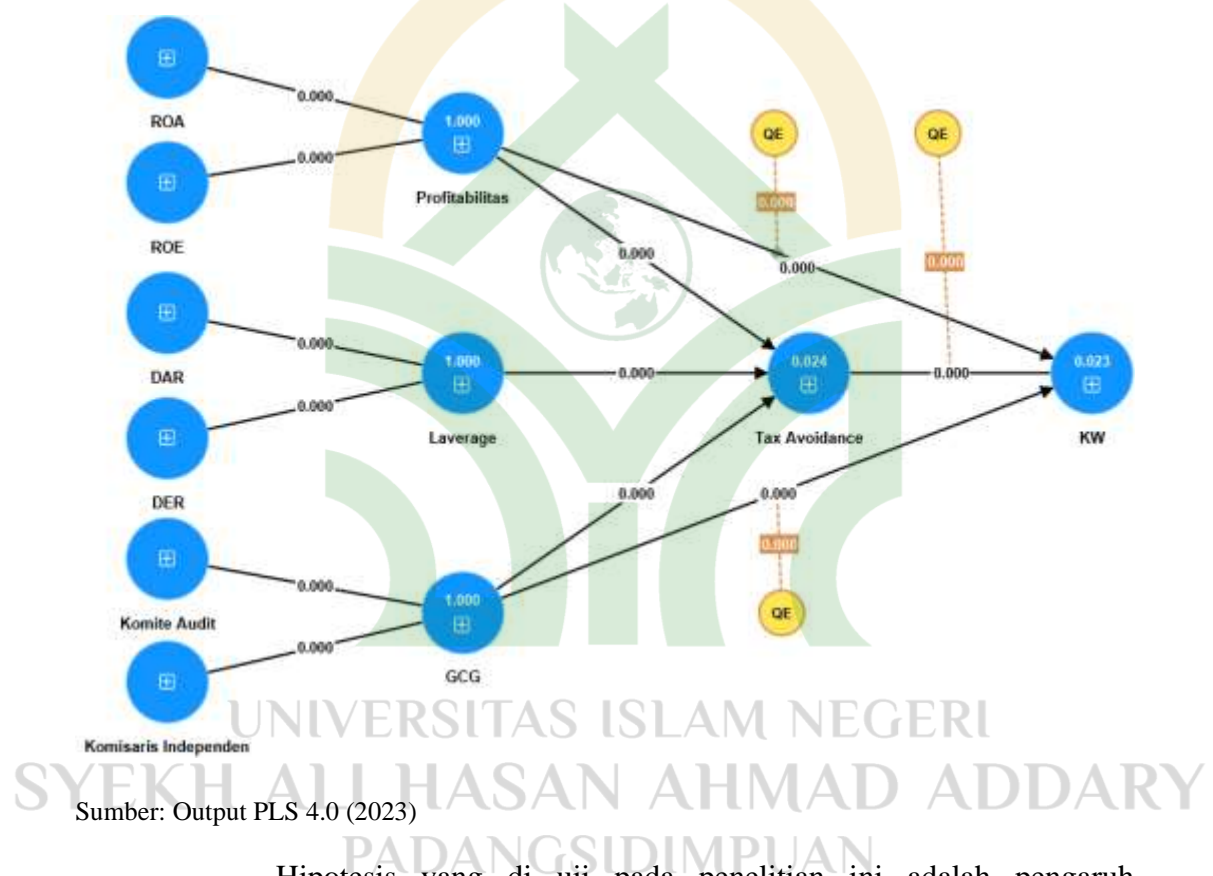 ROA
0.000
ROE
0.000
1.000
Profitabilitas
DAR
0.000
DER
0.000
1.000
Laverage
Komite Audit
0.000
Komisaris Independen
0.000
1.000
GCG
0.000
0.000
0.000
0.000
0.000
QE
0.000
QE
0.000
QE
0.000
0.024
Tax Avoidance
0.000
0.023
KW
UNIVERSITAS ISLAM NEGERI
SYEKH ALI HASAN AHMAD ADDARY
Sumber: Output PLS 4.0 (2023)
PADANGSIDIMPUAN
Hipotesis yang di uji pada penelitian ini adalah pengaruh